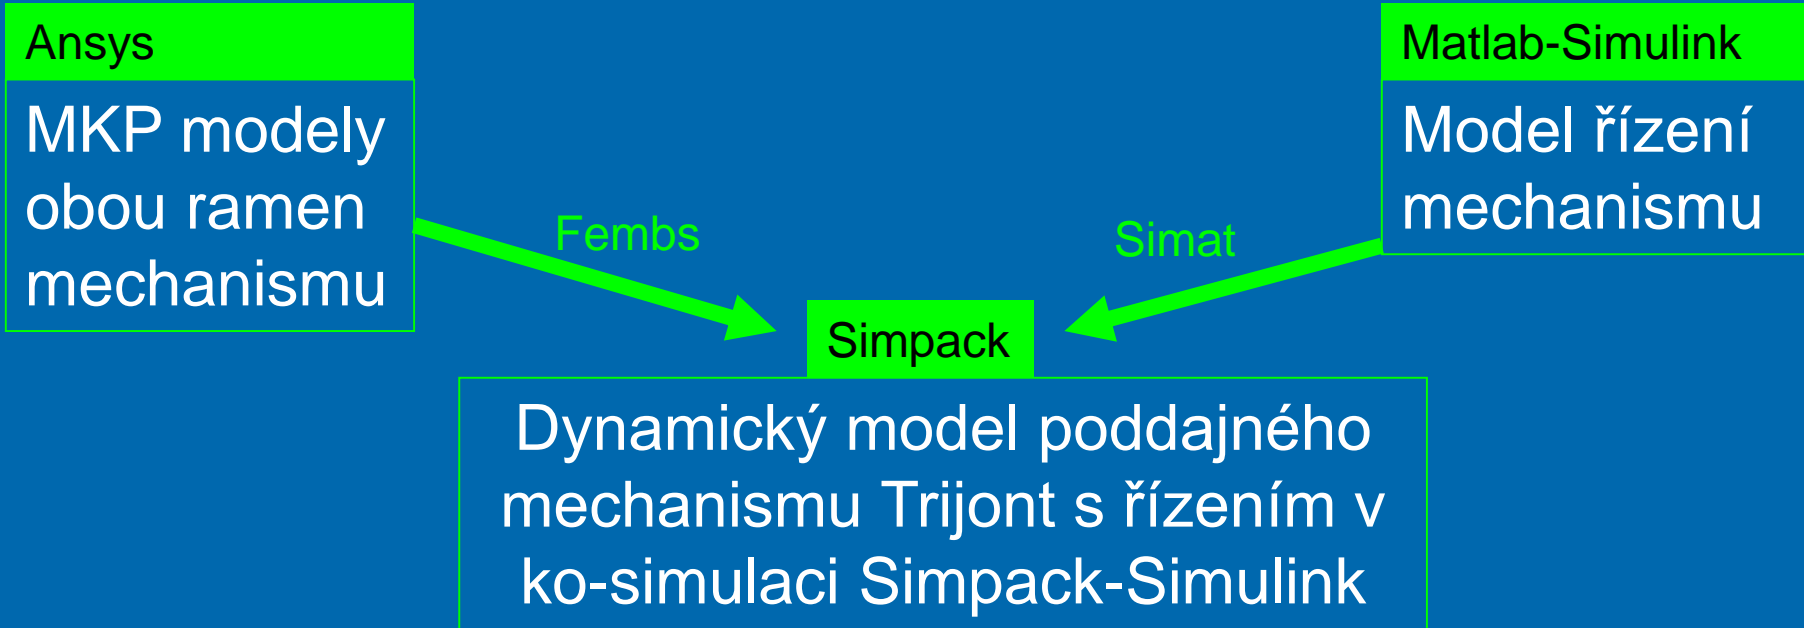 Ansys
MKP modely
obou ramen
mechanismu
Fembs
Matlab-Simulink
Model řízení
mechanismu
Simat
Simpack
Dynamický model poddajného
mechanismu Trijont s řízením v
ko-simulaci Simpack-Simulink